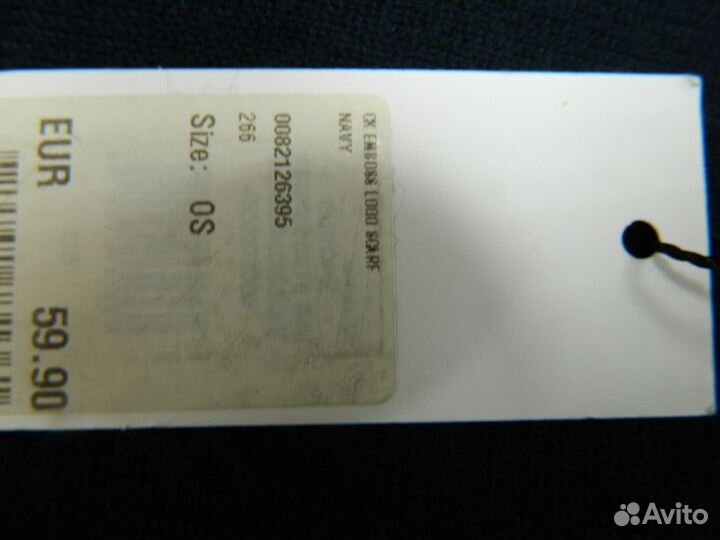 CK EMBOSS LOGO SCARF
NAVY
0082126395
266
Size: OS
EUR 59.90
Avito